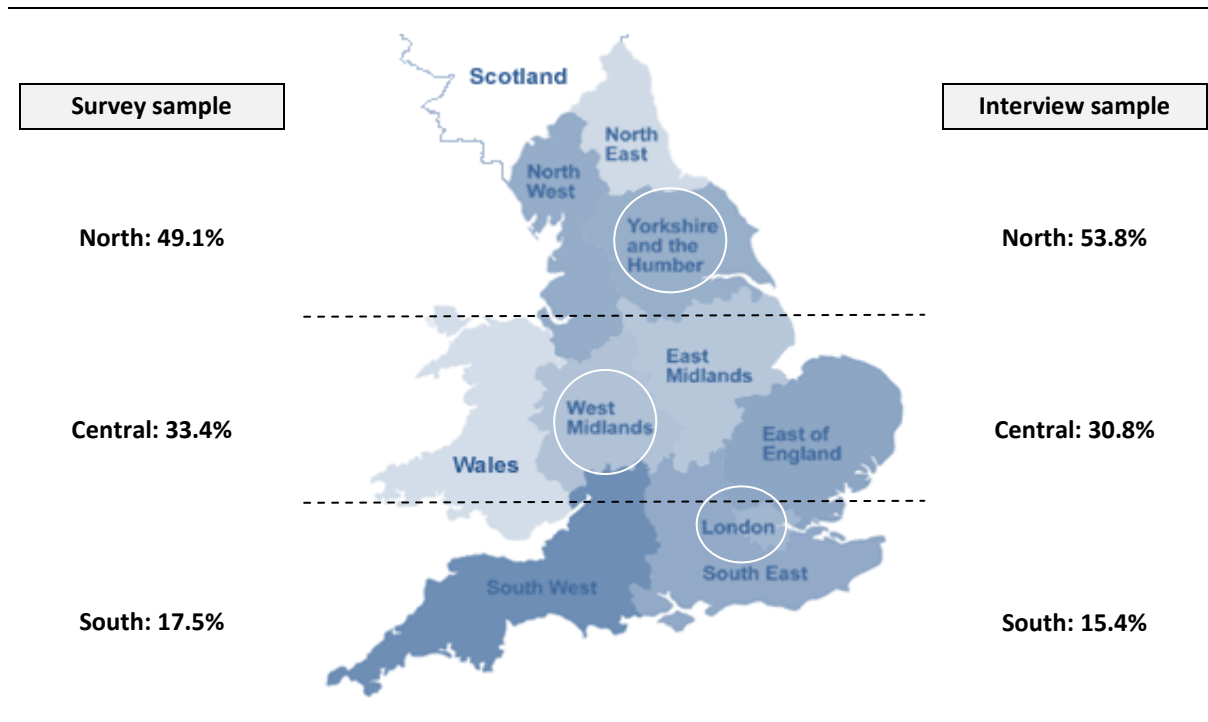 Scotland
Survey sample
Interview sample
North
East
North
West
Yorkshire
and the
Humber
North: 49.1%
North: 53.8%
East
Midlands
West
Midlands
East of
England
Central: 33.4%
Central: 30.8%
Wales
London
South East
South West
South: 17.5%
South: 15.4%